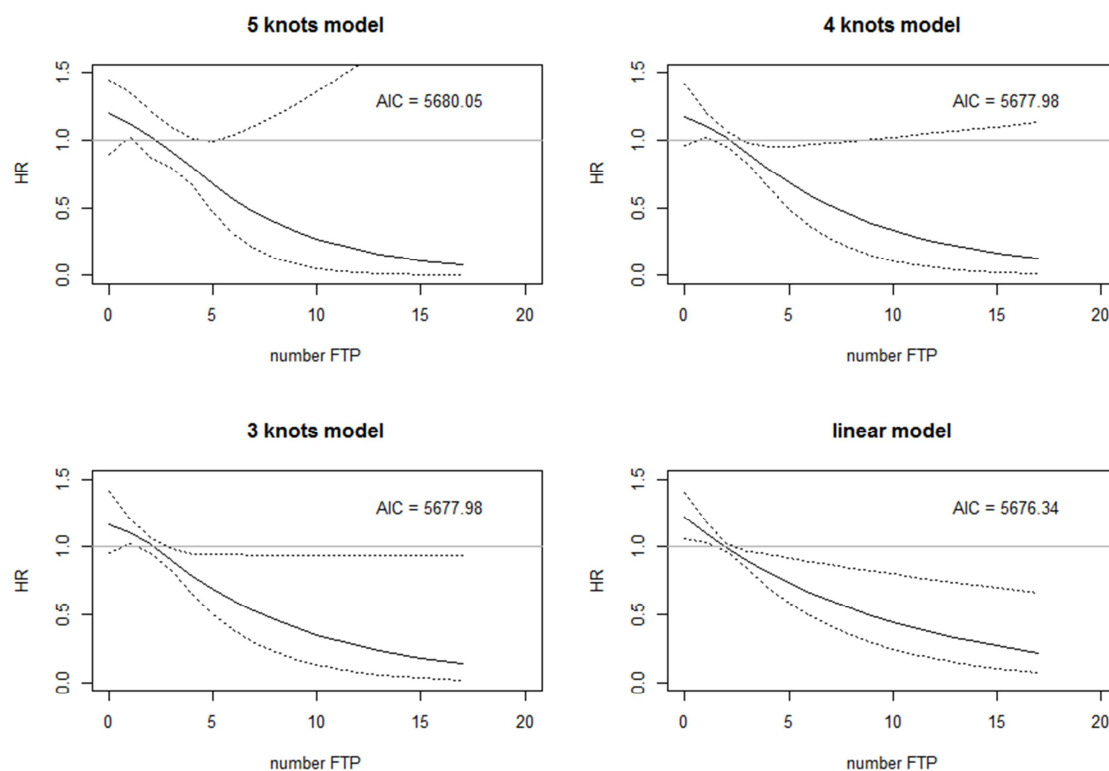 5 knots model
AIC = 5680.05
HR
0.0 0.5 1.0 1.5
0 5 10 15 20
number FTP
4 knots model
AIC = 5677.98
HR
0.0 0.5 1.0 1.5
0 5 10 15 20
number FTP
3 knots model
AIC = 5677.98
HR
0.0 0.5 1.0 1.5
0 5 10 15 20
number FTP
linear model
AIC = 5676.34
HR
0.0 0.5 1.0 1.5
0 5 10 15 20
number FTP